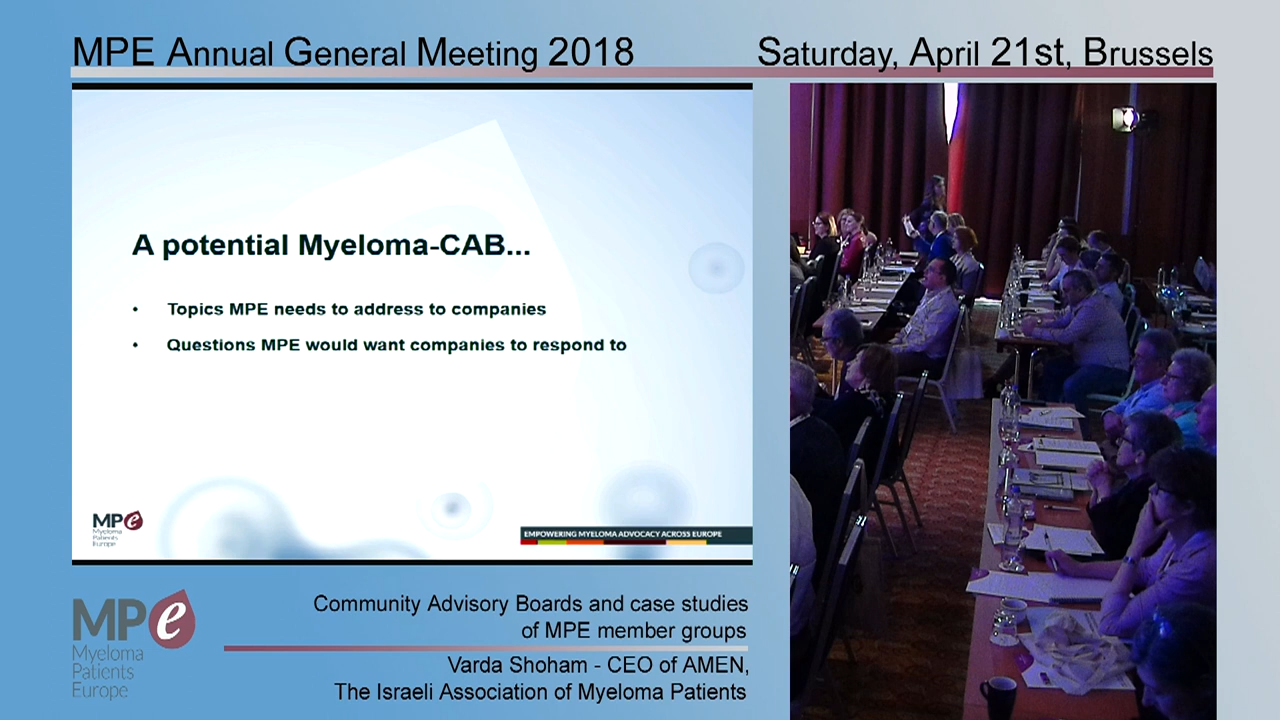 MPE Annual General Meeting 2018
Saturday, April 21st, Brussels
A potential Myeloma-CAB...
• Topics MPE needs to address to companies
• Questions MPE would want companies to respond to
MPe
Myeloma
Patients
Europe
EMPOWERING MYELOMA ADVOCACY ACROSS EUROPE
MPe
Myeloma
Patients
Europe
Community Advisory Boards and case studies
of MPE member groups
Varda Shoham - CEO of AMEN,
The Israeli Association of Myeloma Patients